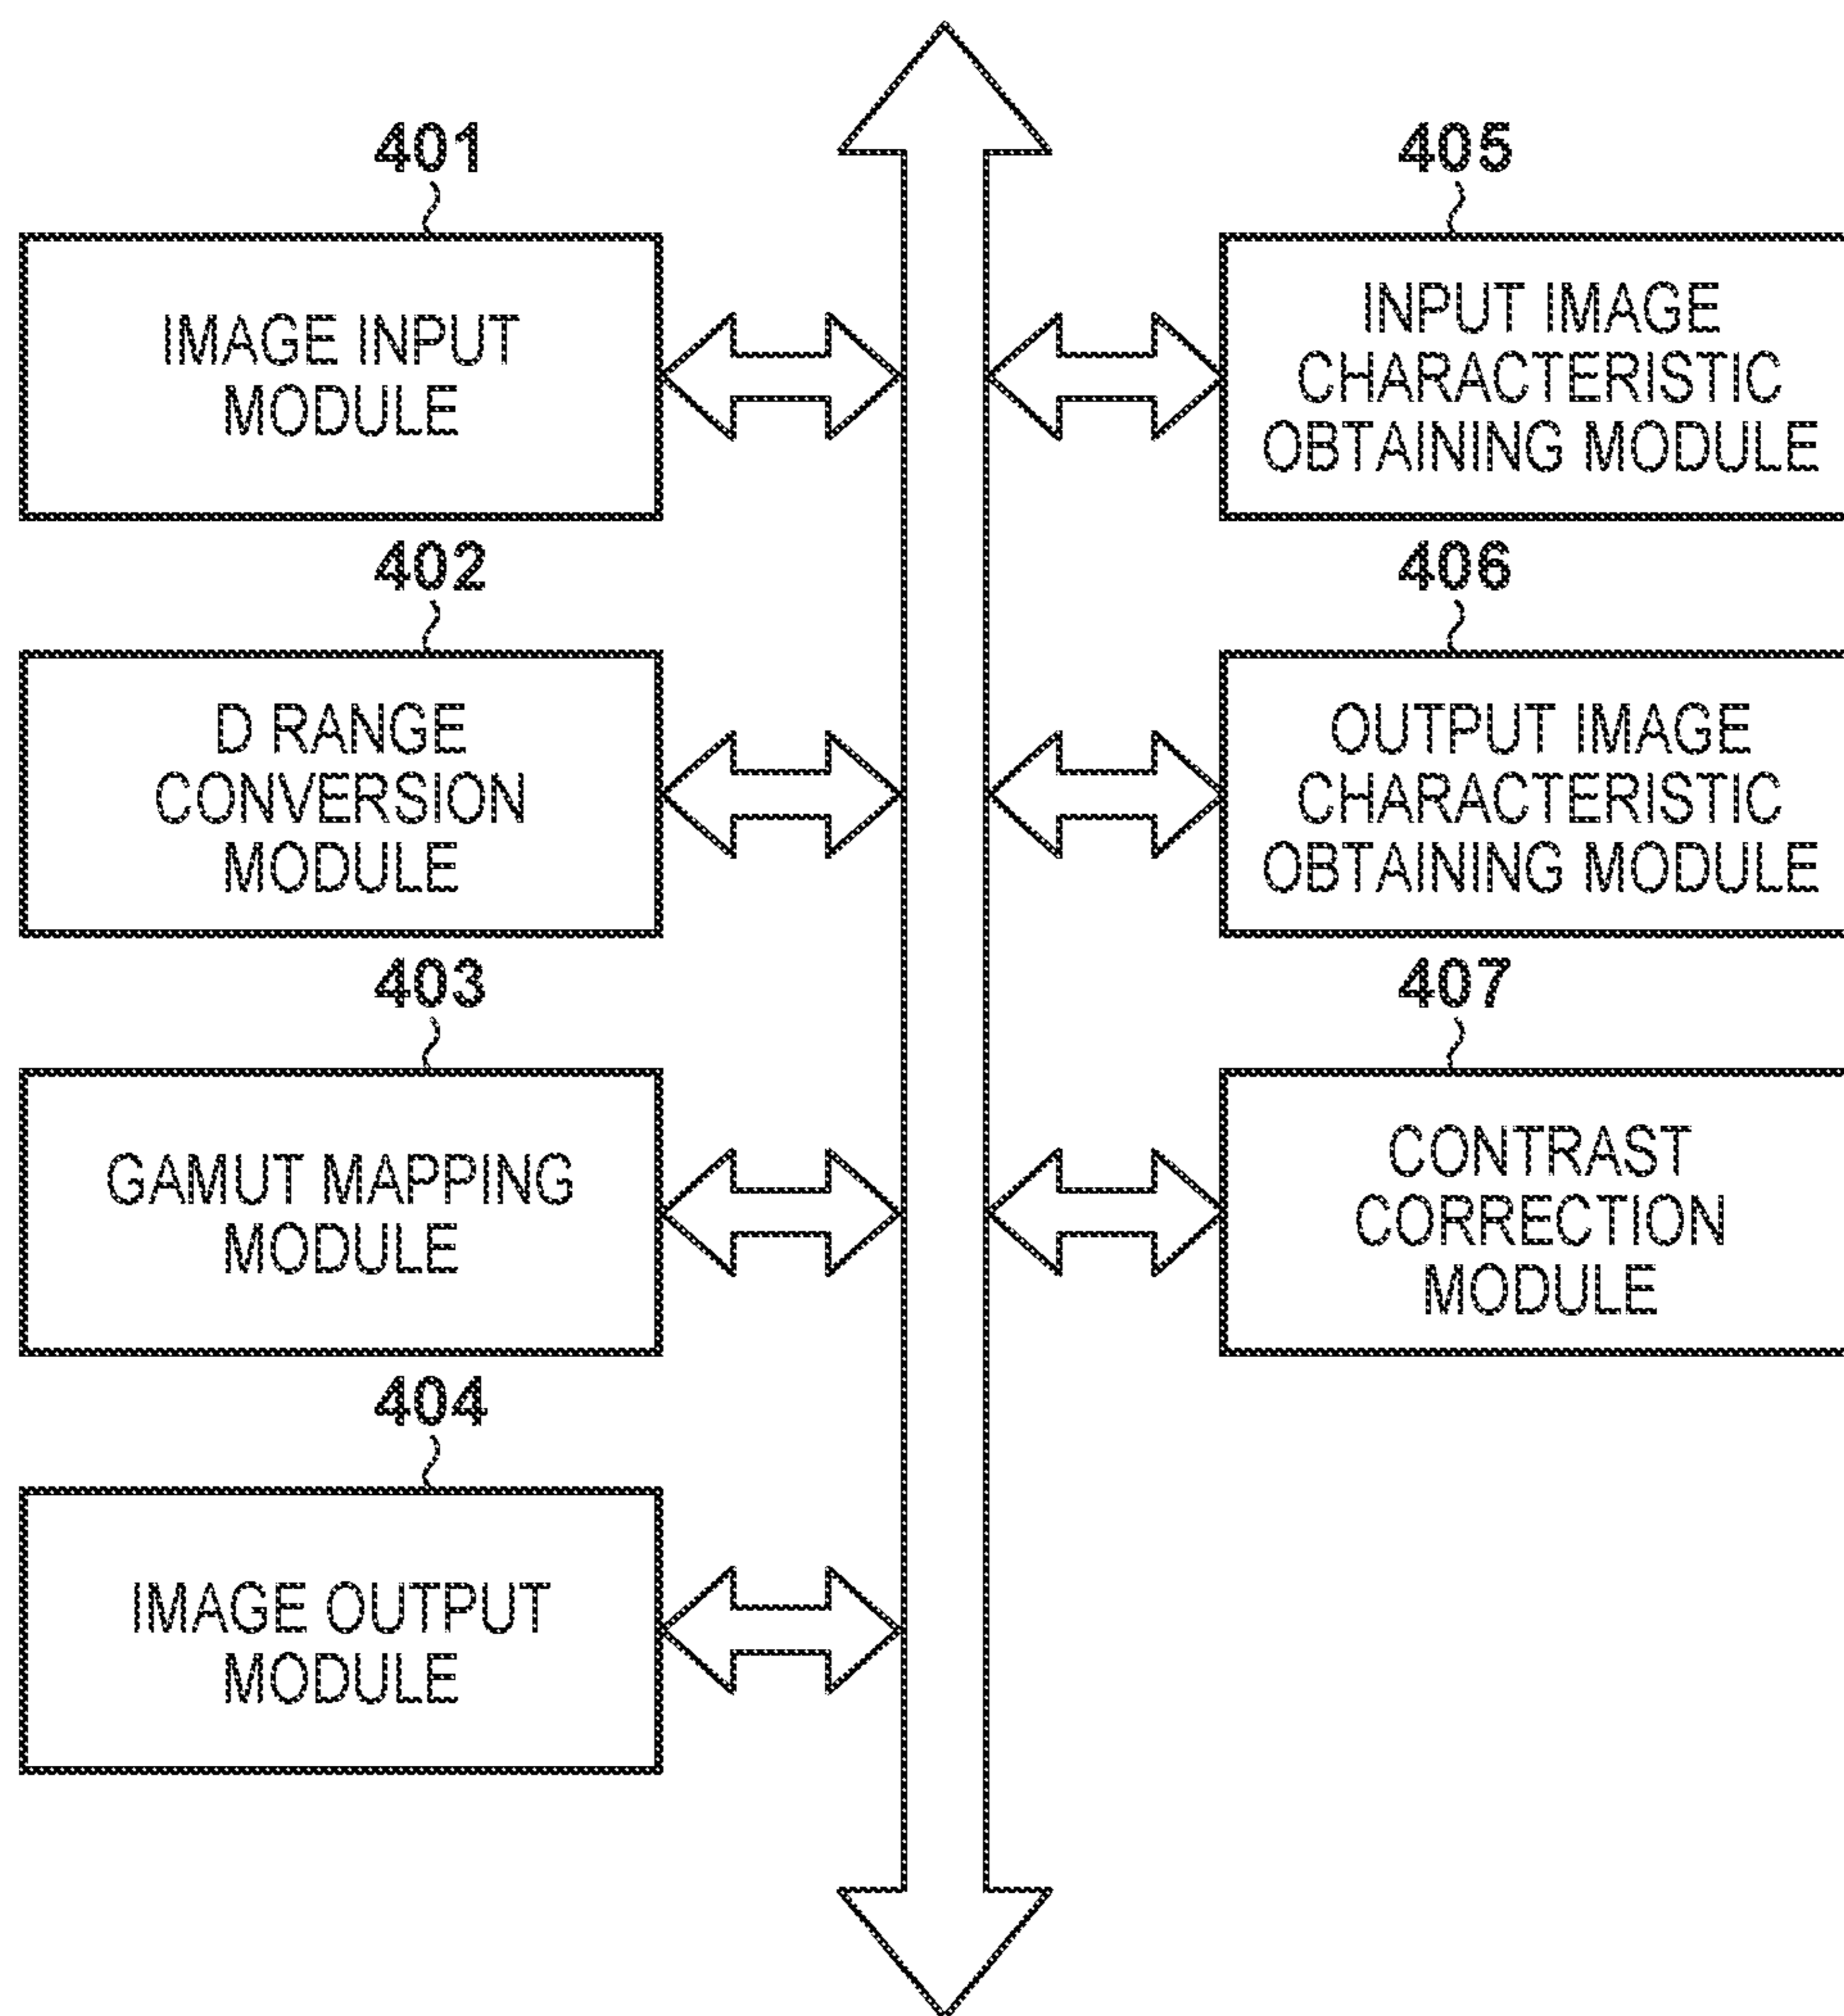 401
IMAGE INPUT
MODULE
402
D RANGE
CONVERSION
MODULE
403
GAMUT MAPPING
MODULE
404
IMAGE OUTPUT
MODULE
405
INPUT IMAGE
CHARACTERISTIC
OBTAINING MODULE
406
OUTPUT IMAGE
CHARACTERISTIC
OBTAINING MODULE
407
CONTRAST
CORRECTION
MODULE